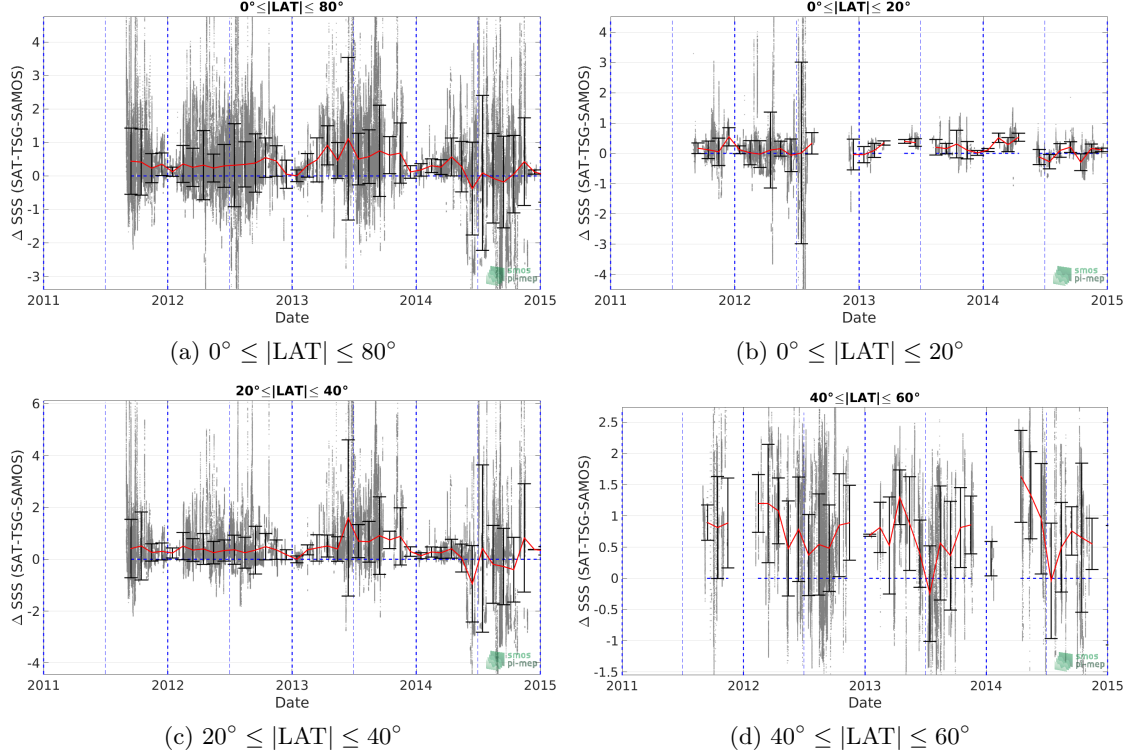 0°≤|LAT|≤ 80°
Δ SSS (SAT-TSG-SAMOS)
4
3
2
1
0
-1
-2
-3
2011 2012 2013 2014 2015
Date
smos
pi-mep
(a) 0° ≤ |LAT| ≤ 80°
0°≤|LAT|≤ 20°
Δ SSS (SAT-TSG-SAMOS)
4
3
2
1
0
-1
-2
-3
-4
2011 2012 2013 2014 2015
Date
smos
pi-mep
(b) 0° ≤ |LAT| ≤ 20°
20°≤|LAT|≤ 40°
Δ SSS (SAT-TSG-SAMOS)
6
4
2
0
-2
-4
2011 2012 2013 2014 2015
Date
smos
pi-mep
(c) 20° ≤ |LAT| ≤ 40°
40°≤|LAT|≤ 60°
Δ SSS (SAT-TSG-SAMOS)
2.5
2
1.5
1
0.5
0
-0.5
-1
-1.5
2011 2012 2013 2014 2015
Date
smos
pi-mep
(d) 40° ≤ |LAT| ≤ 60°